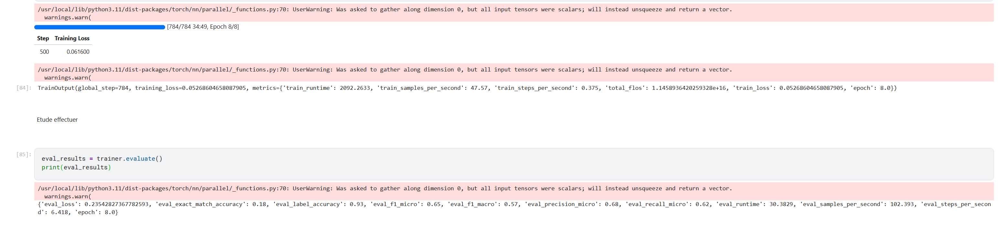 /usr/local/lib/python3.11/dist-packages/torch/nn/parallel/_functions.py:70: UserWarning: Was asked to gather along dimension 0, but all input tensors were scalars; will instead unsqueeze and return a vector.
  warnings.warn(
[784/784 34:49, Epoch 8/8]
Step Training Loss
500 0.061600
/usr/local/lib/python3.11/dist-packages/torch/nn/parallel/_functions.py:70: UserWarning: Was asked to gather along dimension 0, but all input tensors were scalars; will instead unsqueeze and return a vector.
  warnings.warn(
[84]: TrainOutput(global_step=784, training_loss=0.05268604658087905, metrics={'train_runtime': 2092.2633, 'train_samples_per_second': 47.57, 'train_steps_per_second': 0.375, 'total_flos': 1.1458936420259328e+16, 'train_loss': 0.05268604658087905, 'epoch': 8.0})
Etude effectuer
[85]: eval_results = trainer.evaluate()
print(eval_results)
/usr/local/lib/python3.11/dist-packages/torch/nn/parallel/_functions.py:70: UserWarning: Was asked to gather along dimension 0, but all input tensors were scalars; will instead unsqueeze and return a vector.
  warnings.warn(
{'eval_loss': 0.23542827367782593, 'eval_exact_match_accuracy': 0.18, 'eval_label_accuracy': 0.93, 'eval_f1_micro': 0.65, 'eval_f1_macro': 0.57, 'eval_precision_micro': 0.68, 'eval_recall_micro': 0.62, 'eval_runtime': 30.3829, 'eval_samples_per_second': 102.393, 'eval_steps_per_secon
d': 6.418, 'epoch': 8.0}